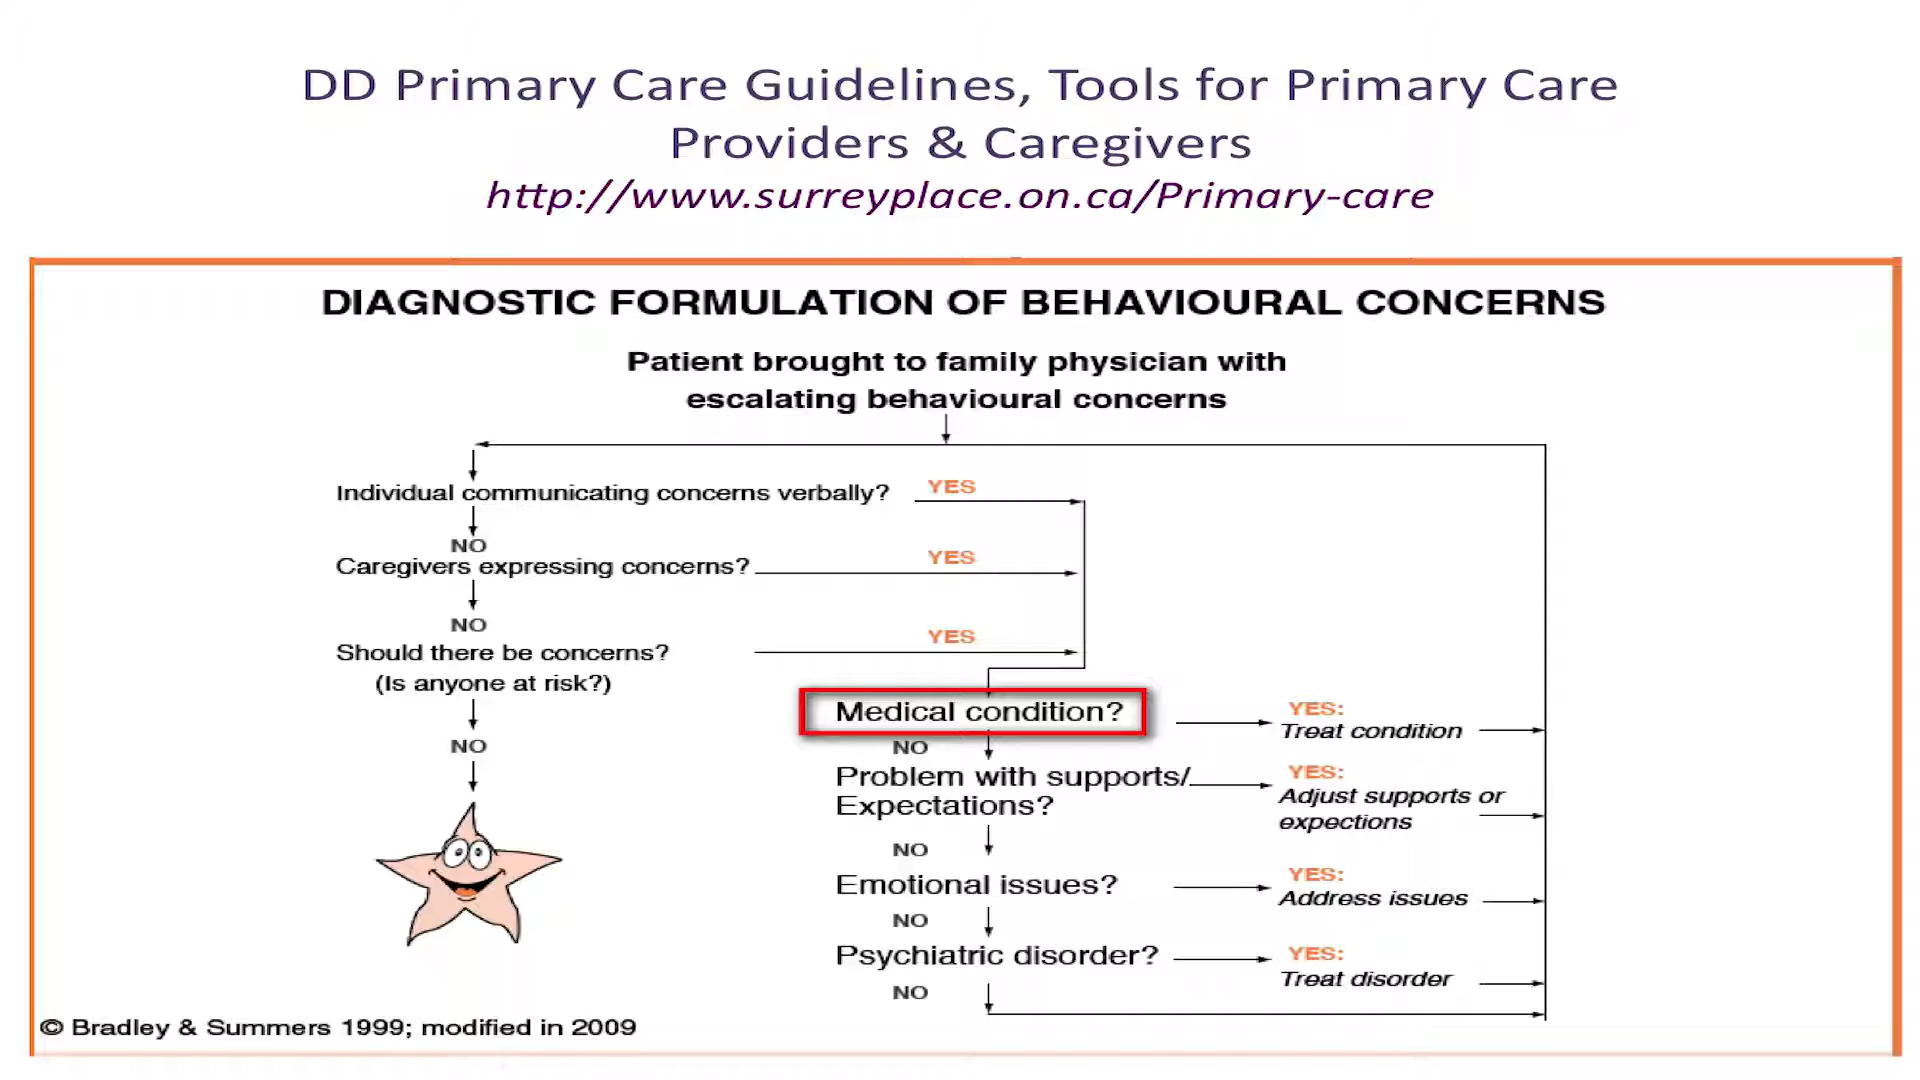 DD Primary Care Guidelines, Tools for Primary Care
Providers & Caregivers
http://www.surreyplace.on.ca/Primary-care
DIAGNOSTIC FORMULATION OF BEHAVIOURAL CONCERNS
Patient brought to family physician with
escalating behavioural concerns
Individual communicating concerns verbally?
YES
NO
Caregivers expressing concerns?
YES
NO
Should there be concerns?
(Is anyone at risk?)
YES
NO
Medical condition?
YES:
Treat condition
NO
Problem with supports/
Expectations?
YES:
Adjust supports or
expections
NO
Emotional issues?
YES:
Address issues
NO
Psychiatric disorder?
YES:
Treat disorder
NO
© Bradley & Summers 1999; modified in 2009